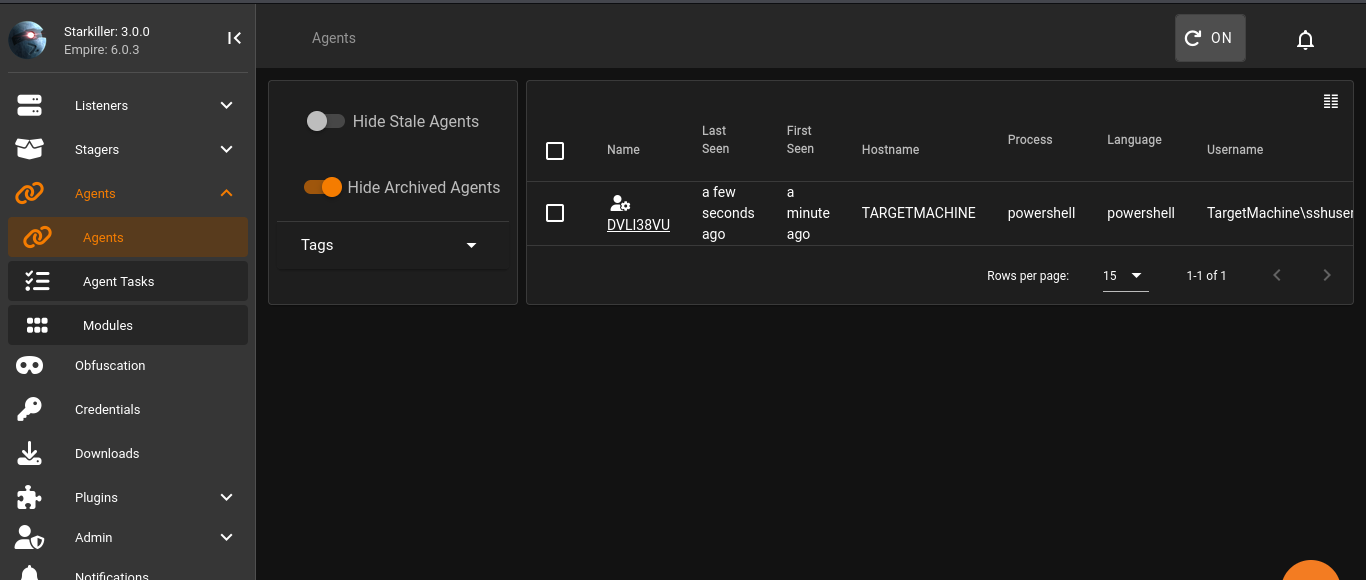 Starkiller: 3.0.0
Empire: 6.0.3
Listeners
Stagers
Agents
Agents
Agent Tasks
Modules
Obfuscation
Credentials
Downloads
Plugins
Admin
Notifications
Agents
ON
Hide Stale Agents
Hide Archived Agents
Tags
Name
Last
Seen
First
Seen
Hostname
Process
Language
Username
DVLI38VU
a few
seconds
ago
a
minute
ago
TARGETMACHINE
powershell
powershell
TargetMachine\sshuser
Rows per page:
15
1-1 of 1